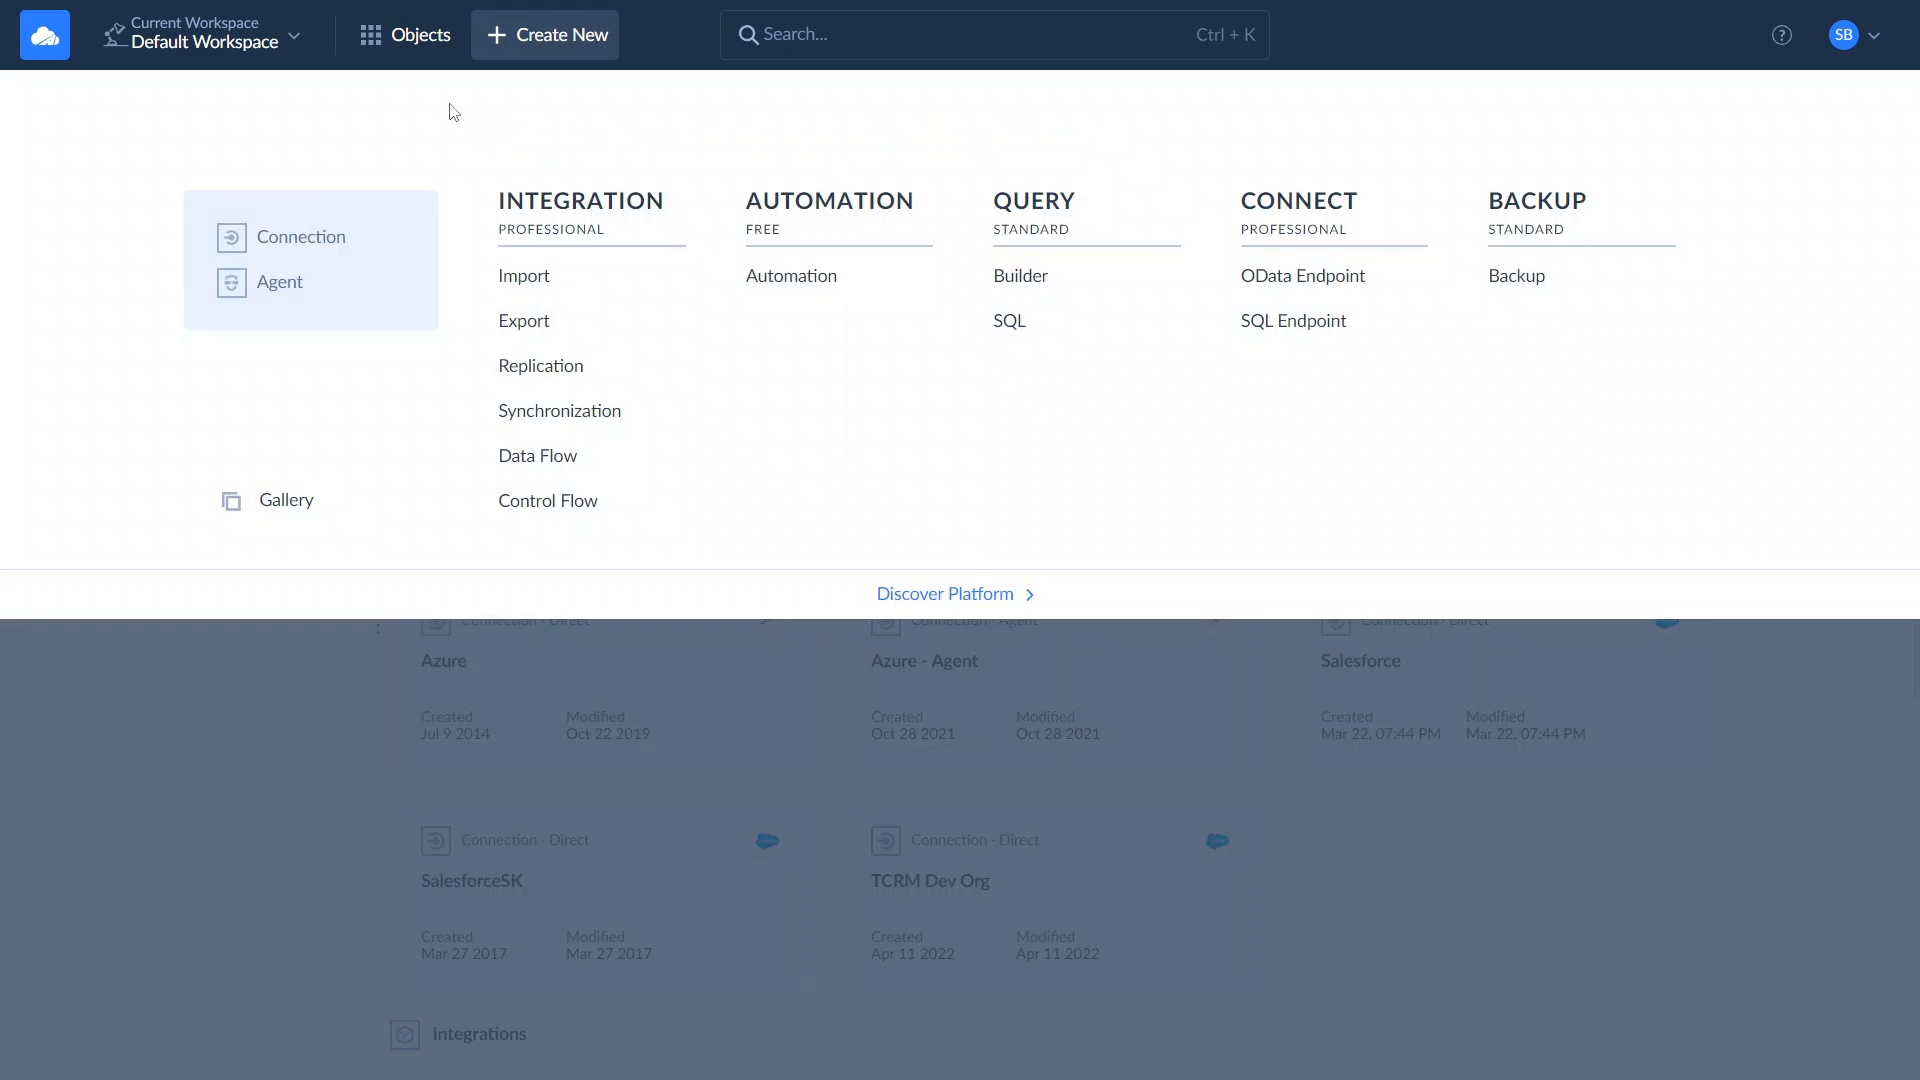 Current Workspace
Default Workspace
Objects
Create New
Search...
Ctrl + K
?
SB
Connection
Agent
Gallery
INTEGRATION
PROFESSIONAL
Import
Export
Replication
Synchronization
Data Flow
Control Flow
AUTOMATION
FREE
Automation
QUERY
STANDARD
Builder
SQL
CONNECT
PROFESSIONAL
OData Endpoint
SQL Endpoint
BACKUP
STANDARD
Backup
Discover Platform
Connection · Direct
Azure
Created
Jul 9 2014
Modified
Oct 22 2019
Connection · Agent
Azure - Agent
Created
Oct 28 2021
Modified
Oct 28 2021
Connection · Direct
Salesforce
Created
Mar 22, 07:44 PM
Modified
Mar 22, 07:44 PM
Connection · Direct
SalesforceSK
Created
Mar 27 2017
Modified
Mar 27 2017
Connection · Direct
TCRM Dev Org
Created
Apr 11 2022
Modified
Apr 11 2022
Integrations